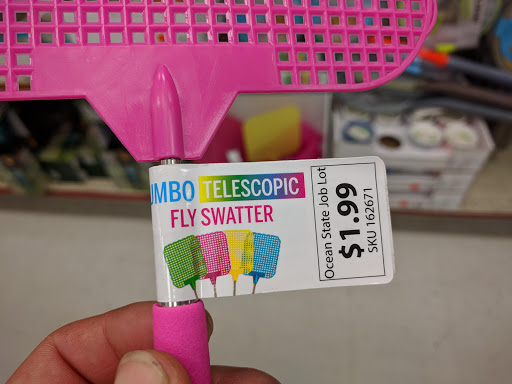 UMBO TELESCOPIC
FLY SWATTER
Ocean State Job Lot
$1.99
SKU 162671